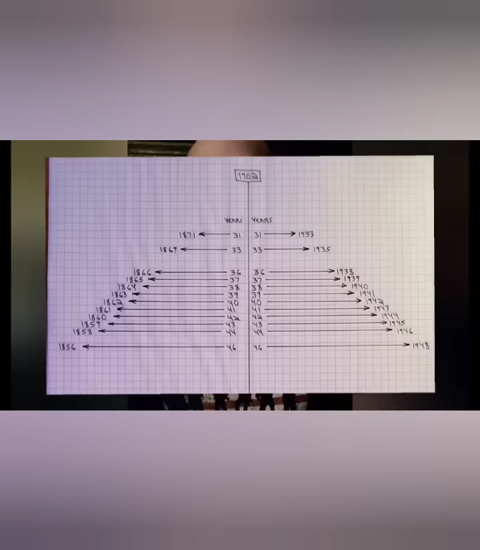 1902
YEARS YEARS
1871 31 31 1933
1869 33 33 1935
1866 36 36 1938
1865 37 37 1939
1864 38 38 1940
1863 39 39 1941
1862 40 40 1942
1861 41 41 1943
1860 42 42 1944
1859 43 43 1945
1858 44 44 1946
1856 46 46 1948